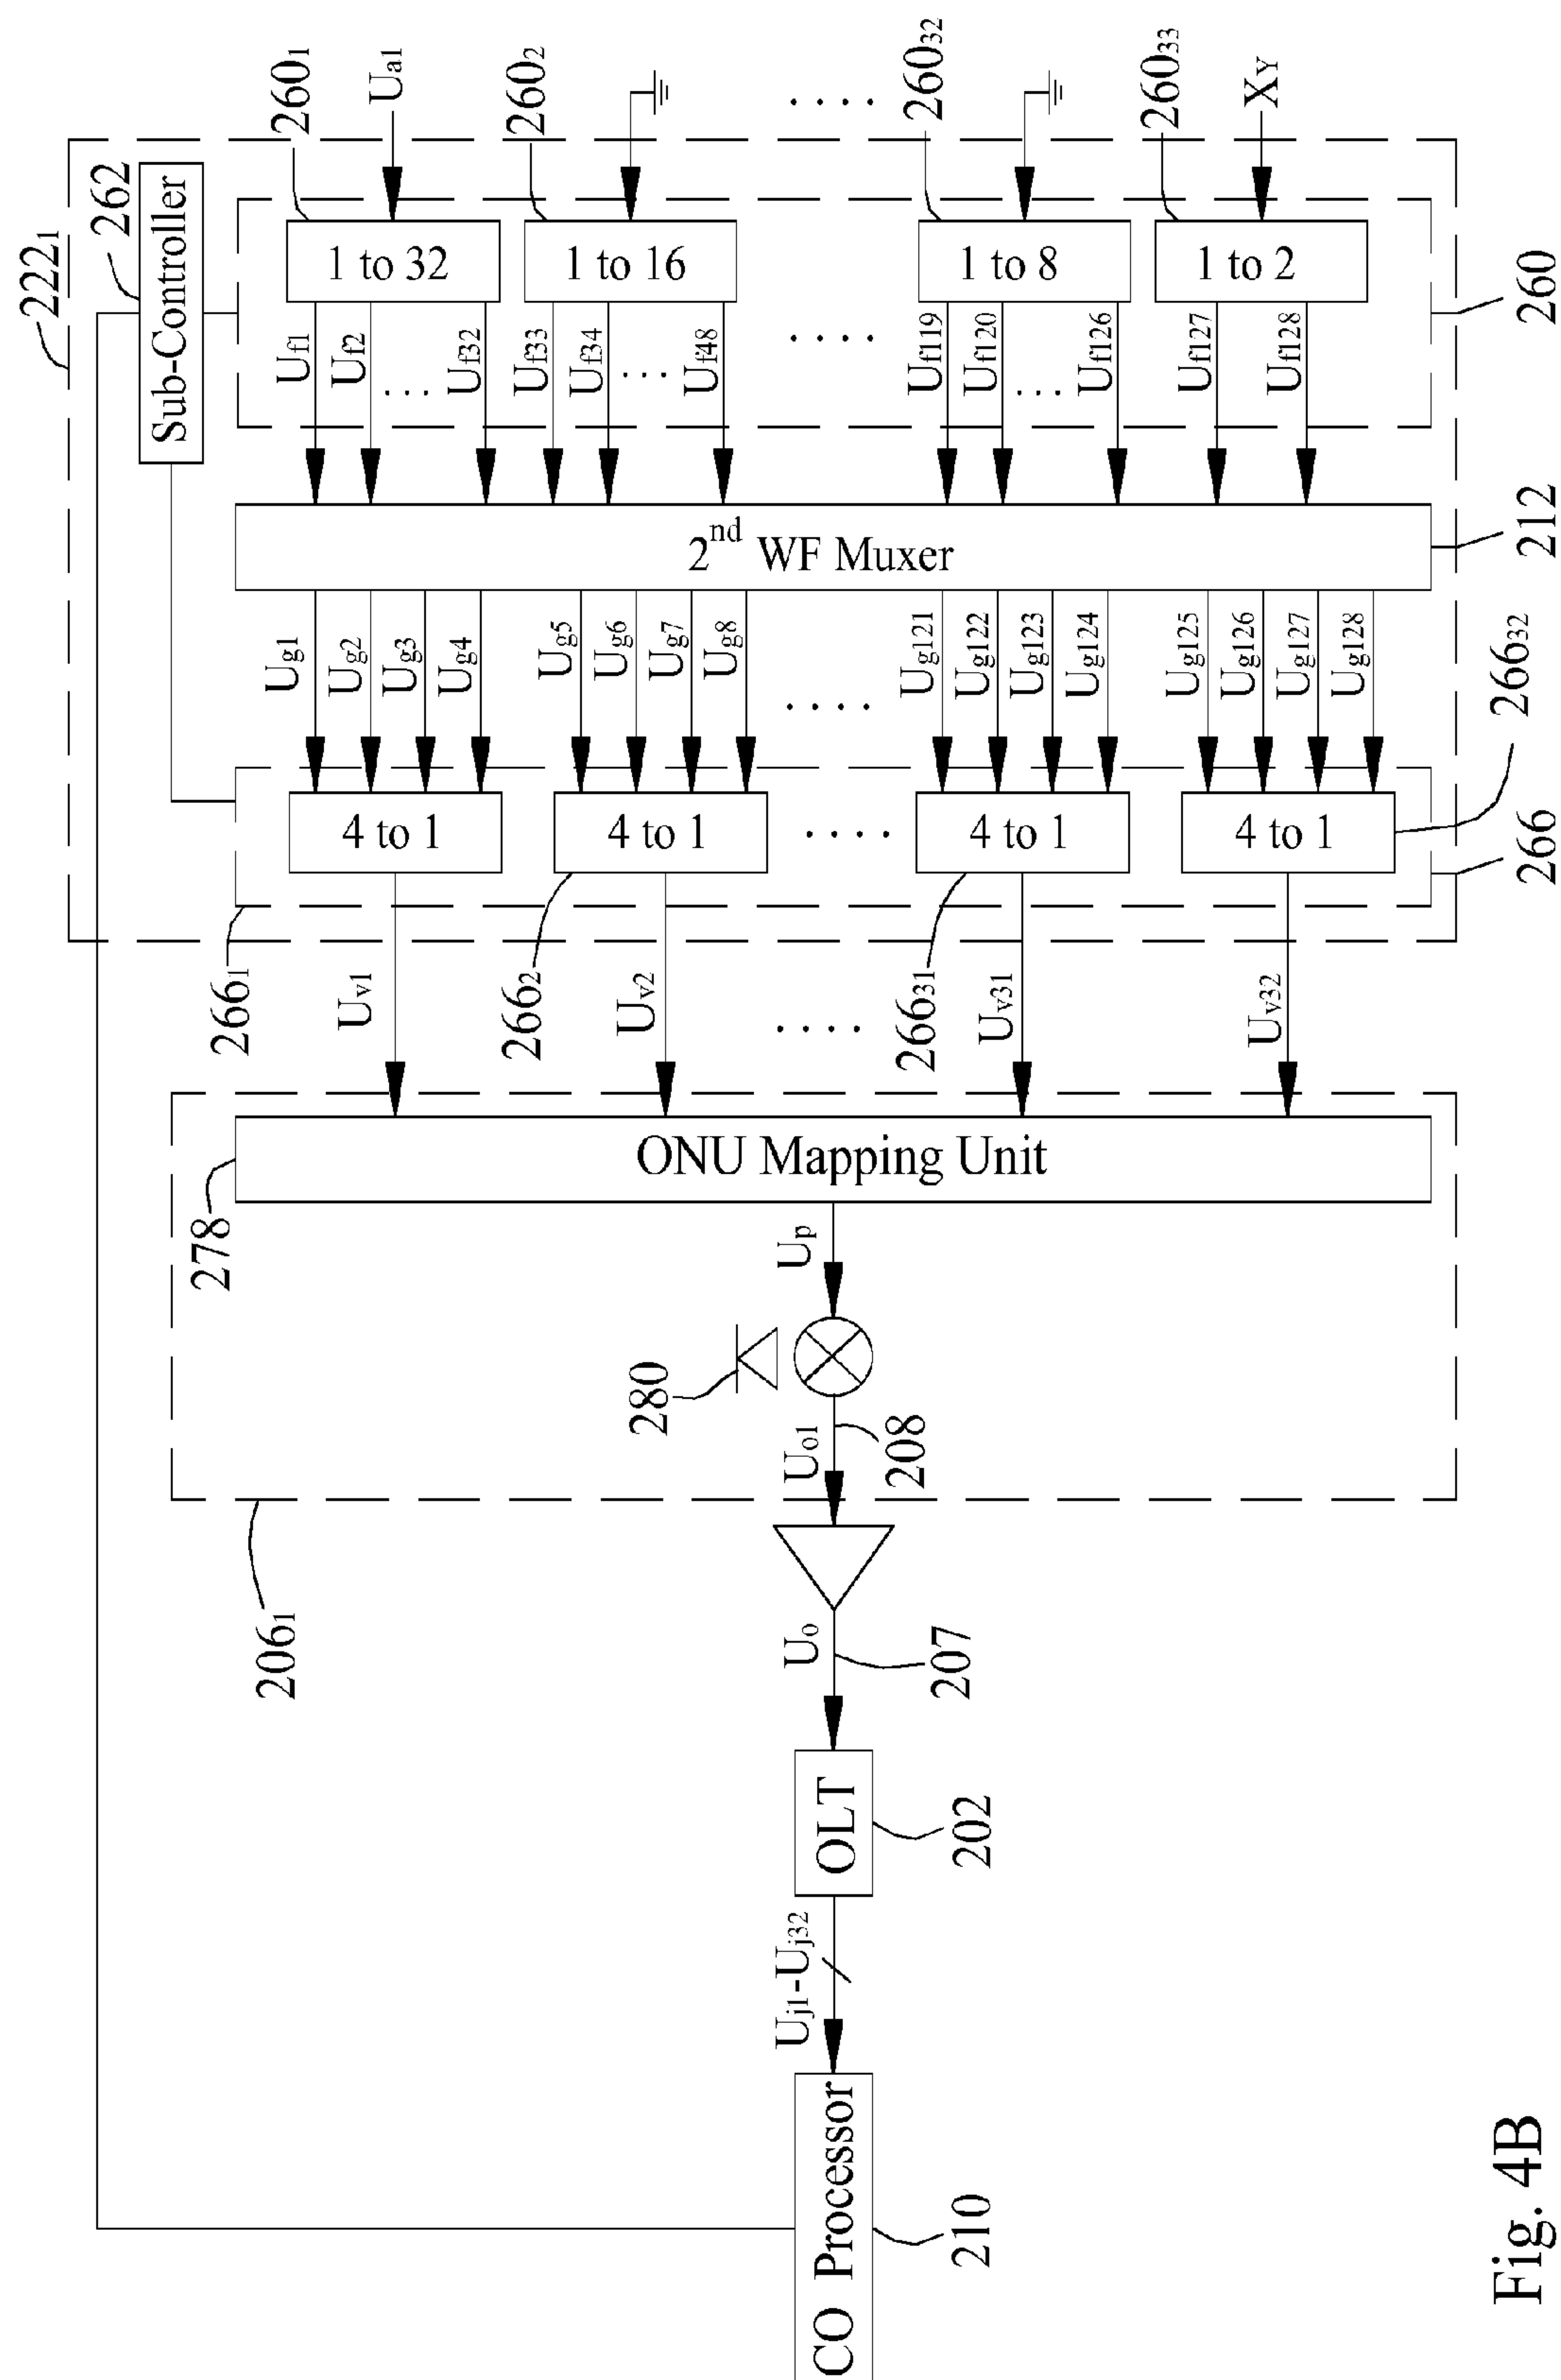 222₁
262
Sub-Controller
260₁
Uₐ₁
260₂
. . . .
260₃₂
260₃₃
X_Y
1 to 32
1 to 16
1 to 8
1 to 2
260
U_f1
U_f2
. . .
U_f32
U_f33
U_f34
. . .
U_f48
. . . .
U_f119
U_f120
. . .
U_f126
U_f127
U_f128
2nd WF Muxer
212
U_g1
U_g2
U_g3
U_g4
U_g5
U_g6
U_g7
U_g8
. . . .
U_g121
U_g122
U_g123
U_g124
U_g125
U_g126
U_g127
U_g128
266₃₂
4 to 1
4 to 1
. . . .
4 to 1
4 to 1
266
266₁
U_v1
266₂
U_v2
. . . .
266₃₁
U_v31
U_v32
ONU Mapping Unit
278
U_p
280
U_o1
208
206₁
U_o
207
OLT
202
U_j1-U_j32
CO Processor
210
Fig. 4B